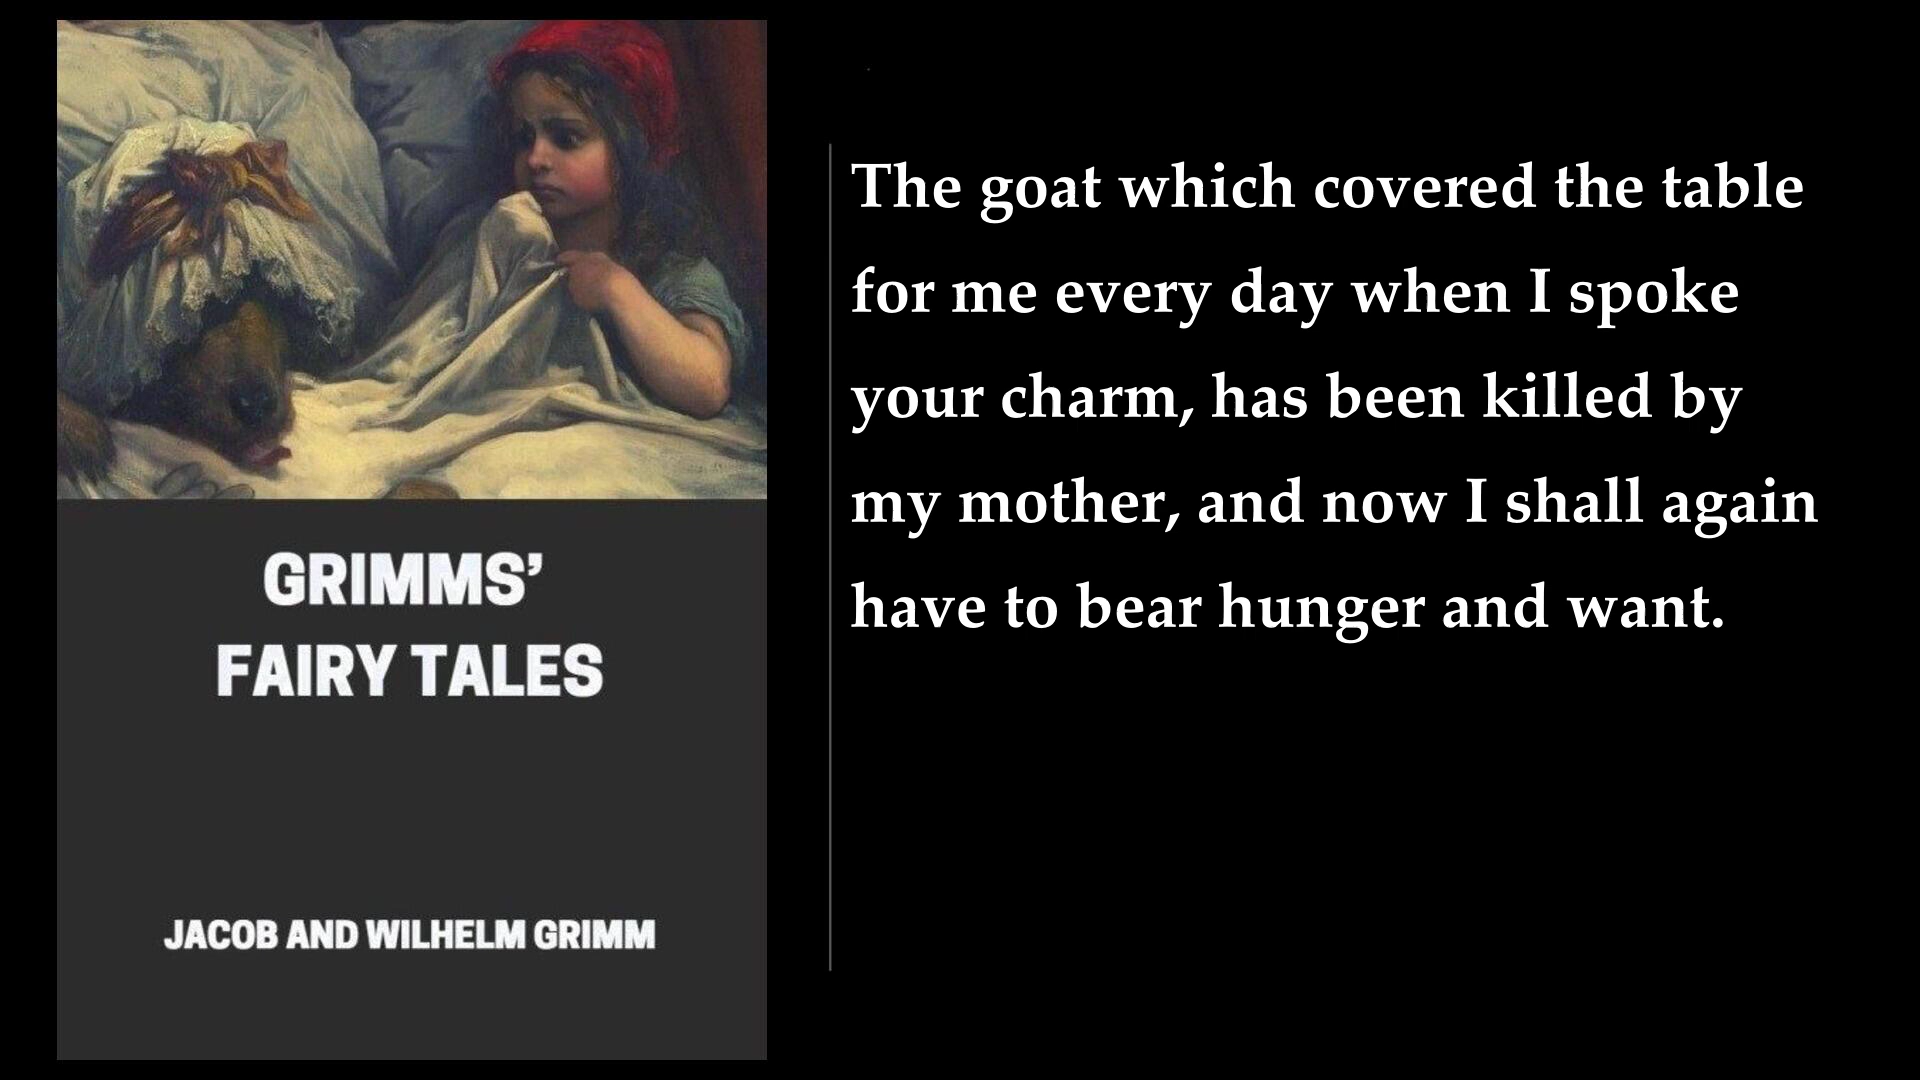 GRIMMS’
FAIRY TALES
JACOB AND WILHELM GRIMM
The goat which covered the table
for me every day when I spoke
your charm, has been killed by
my mother, and now I shall again
have to bear hunger and want.